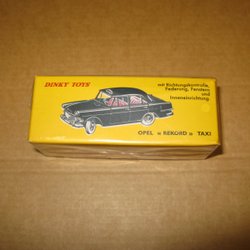 DINKY TOYS
mit Richtungskontrolle,
Federung, Fenstern
und
Inneneinrichtung
OPEL « REKORD » TAXI